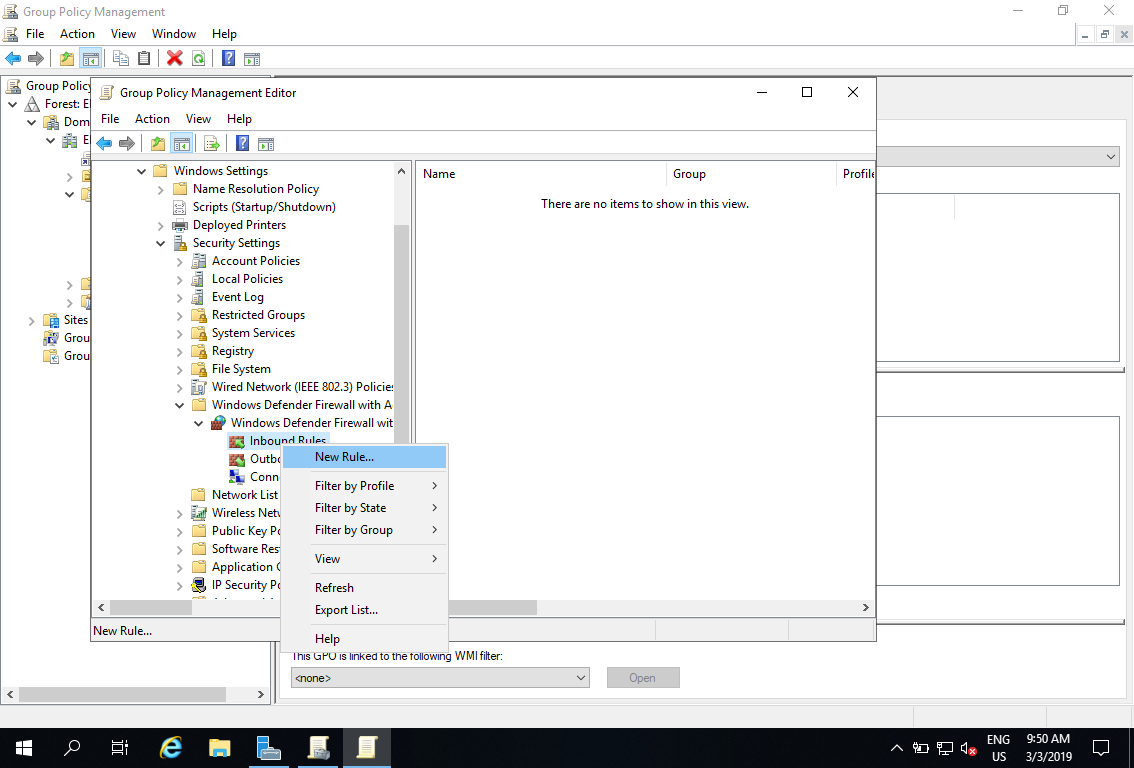 Group Policy Management
File Action View Window Help
Group Policy
Forest: E
Dom
E
Sites
Grou
Grou
Group Policy Management Editor
File Action View Help
Windows Settings
Name Resolution Policy
Scripts (Startup/Shutdown)
Deployed Printers
Security Settings
Account Policies
Local Policies
Event Log
Restricted Groups
System Services
Registry
File System
Wired Network (IEEE 802.3) Policies
Windows Defender Firewall with A
Windows Defender Firewall wit
Inbound Rules
Outbo
Conn
Network List
Wireless Netw
Public Key Po
Software Res
Application C
IP Security Po
Name Group Profile
There are no items to show in this view.
New Rule...
Filter by Profile
Filter by State
Filter by Group
View
Refresh
Export List...
Help
New Rule...
This GPO is linked to the following WMI filter:
<none> Open
ENG
US
9:50 AM
3/3/2019